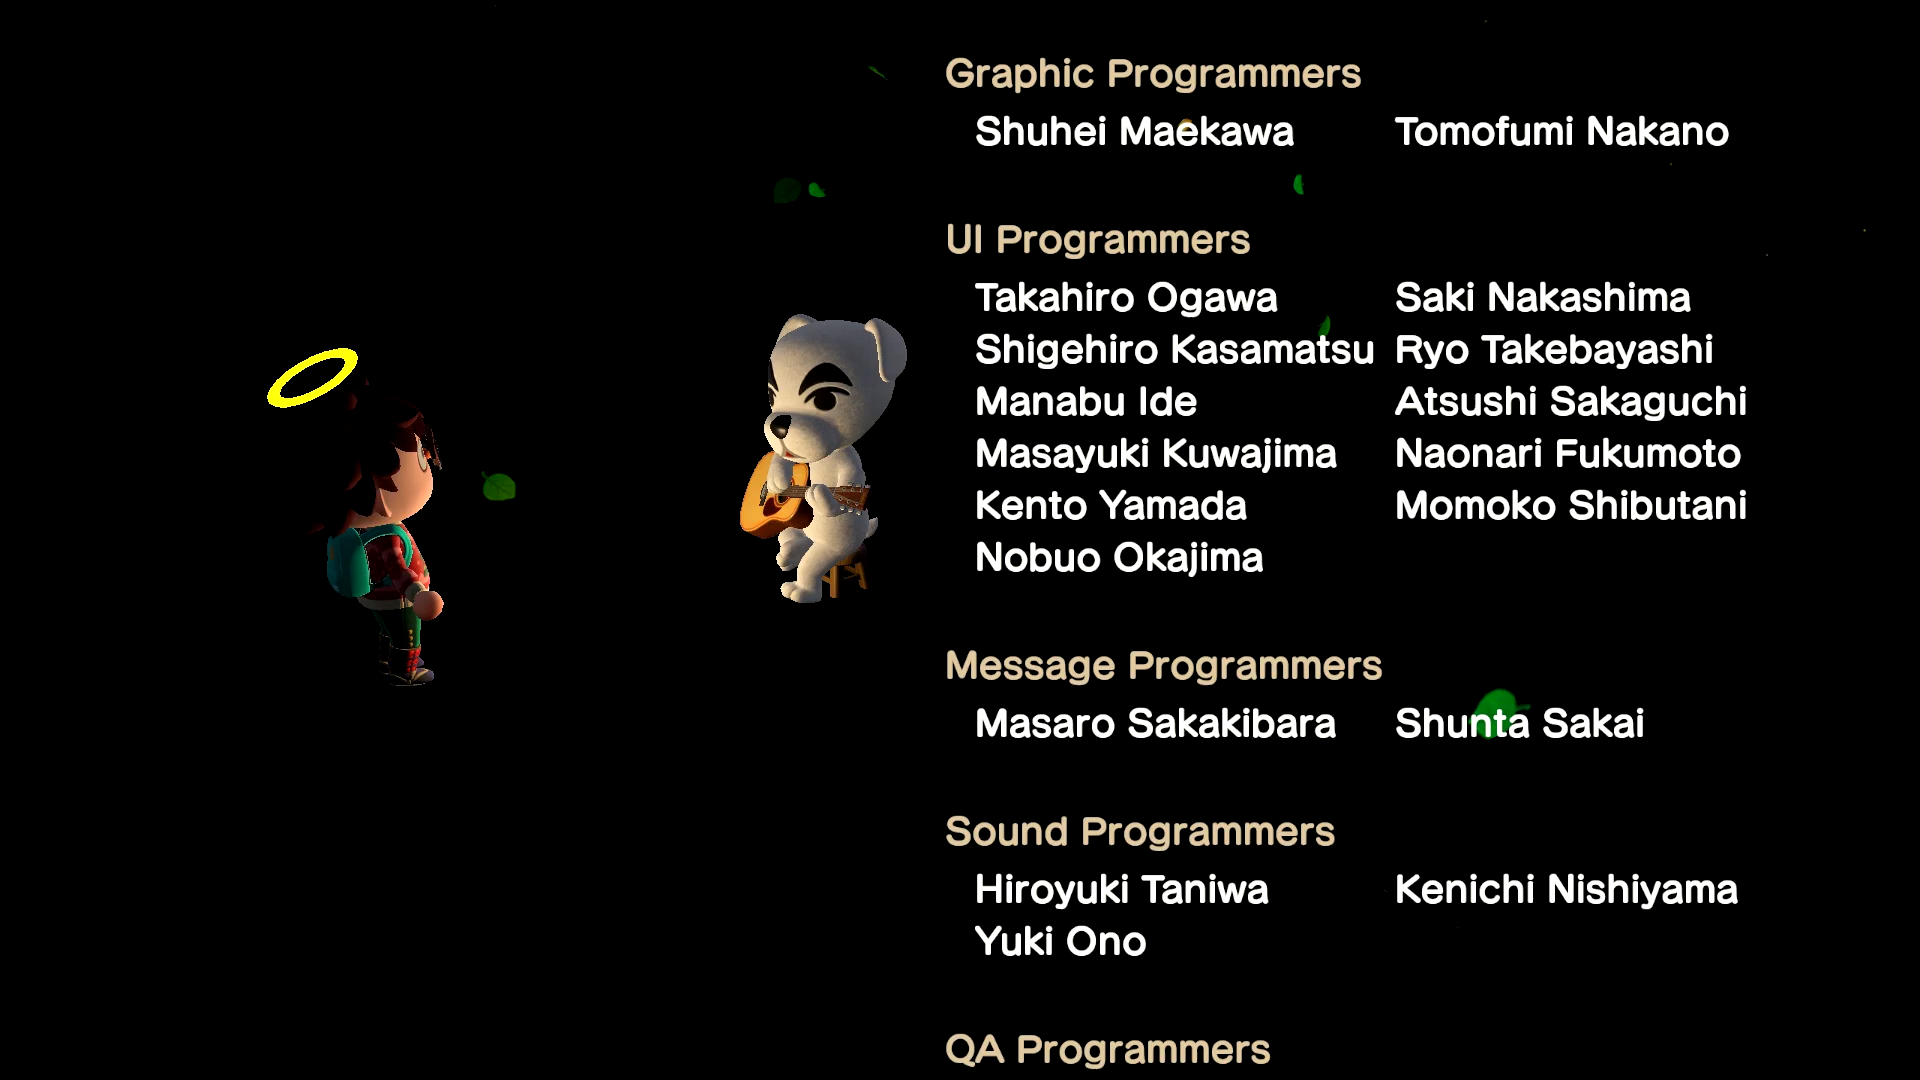 Graphic Programmers
Shuhei Maekawa Tomofumi Nakano
UI Programmers
Takahiro Ogawa Saki Nakashima
Shigehiro Kasamatsu Ryo Takebayashi
Manabu Ide Atsushi Sakaguchi
Masayuki Kuwajima Naonari Fukumoto
Kento Yamada Momoko Shibutani
Nobuo Okajima
Message Programmers
Masaro Sakakibara Shunta Sakai
Sound Programmers
Hiroyuki Taniwa Kenichi Nishiyama
Yuki Ono
QA Programmers